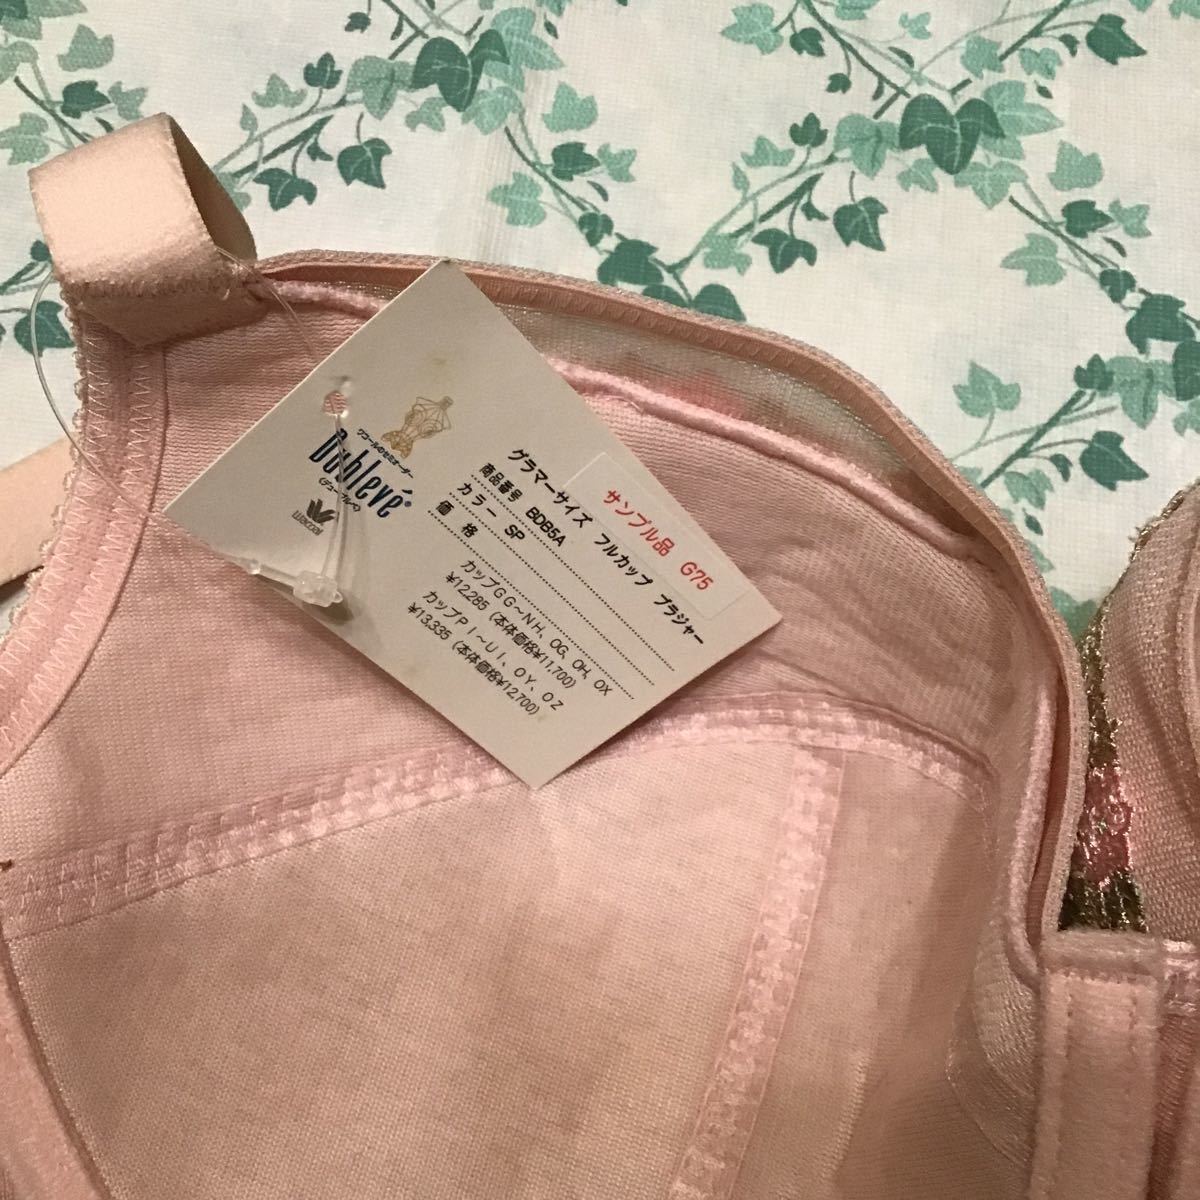 ワコールのセミオーダー
Dubleve®
(デューブルベ)
Wacoal
サンプル品 G75
グラマーサイズ フルカップ ブラジャー
商品番号 BDB5A
カラー SP
価格
カップGG〜NH、OG、OH、OX
¥12,285 (本体価格¥11,700)
カップPI〜UI、OY、OZ
¥13,335 (本体価格¥12,700)